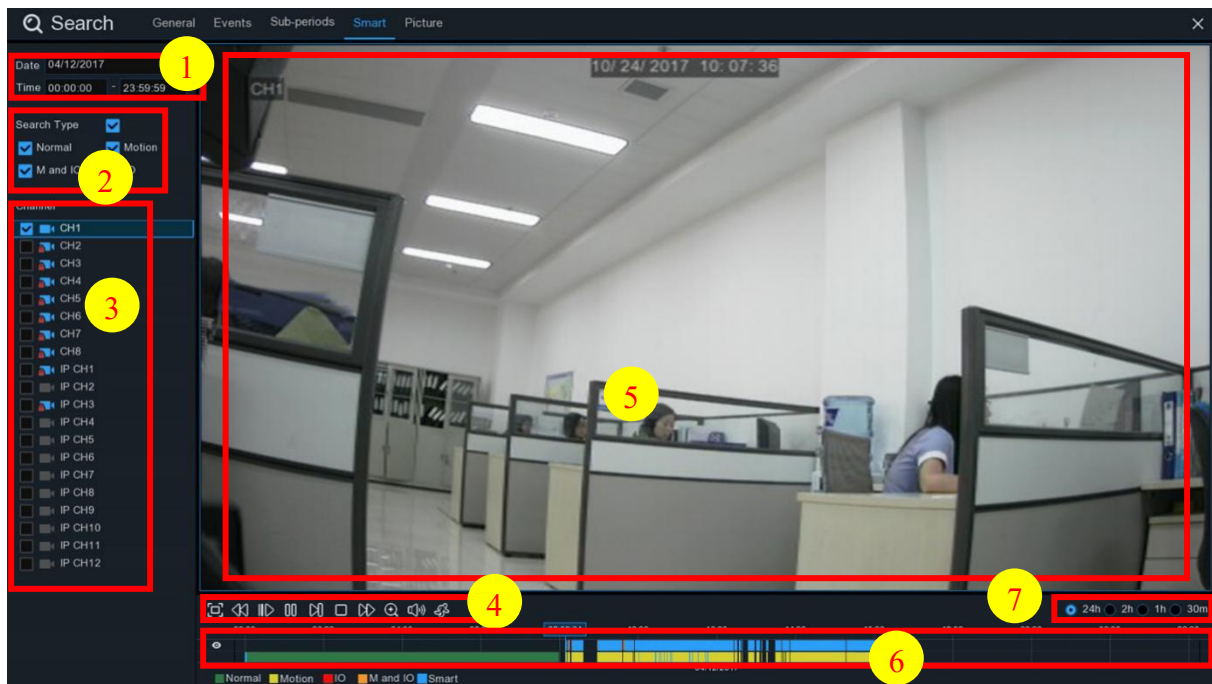 Search General Events Sub-periods Smart Picture
Date 04/12/2017
1
Time 00:00:00 - 23:59:59
10/24/2017 10:07:36
CH1
Search Type
Normal Motion
M and IO
2
Channel
CH1
CH2
CH3
CH4
CH5
CH6
CH7
CH8
IP CH1
IP CH2
IP CH3
IP CH4
IP CH5
IP CH6
IP CH7
IP CH8
IP CH9
IP CH10
IP CH11
IP CH12
3
5
4
7
24h 2h 1h 30m
6
04/12/2017
Normal Motion IO M and IO Smart